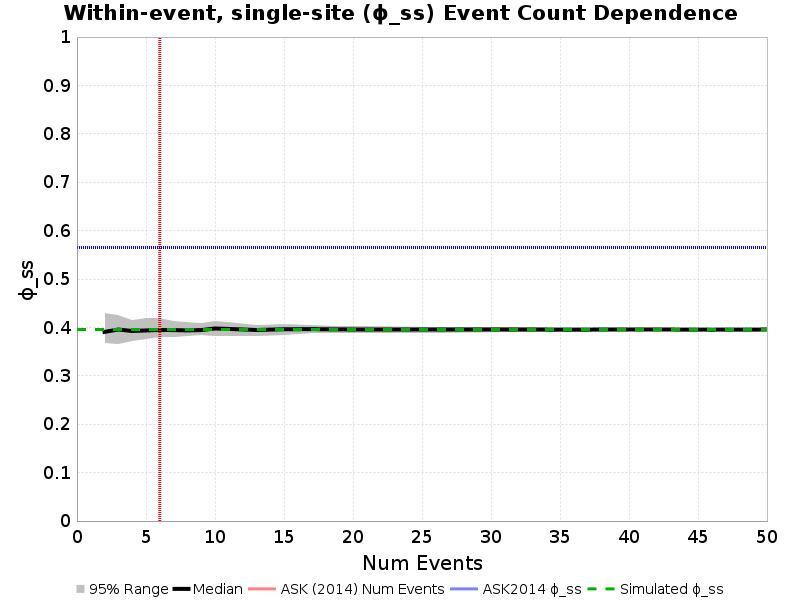 Within-event, single-site (ϕ_ss) Event Count Dependence
1
0.9
0.8
0.7
0.6
0.5
0.4
0.3
0.2
0.1
0
ϕ_ss
0 5 10 15 20 25 30 35 40 45 50
Num Events
95% Range Median ASK (2014) Num Events ASK2014 ϕ_ss Simulated ϕ_ss